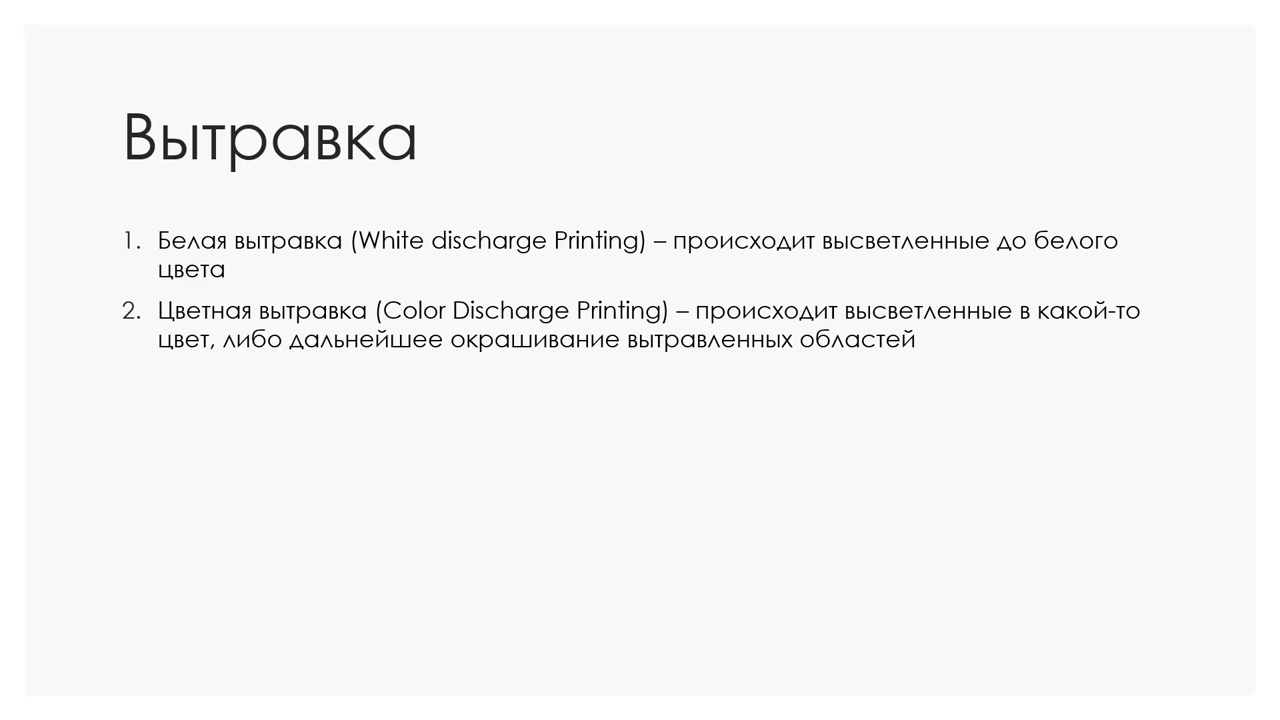 Вытравка
1. Белая вытравка (White discharge Printing) – происходит высветленные до белого
цвета
2. Цветная вытравка (Color Discharge Printing) – происходит высветленные в какой-то
цвет, либо дальнейшее окрашивание вытравленных областей